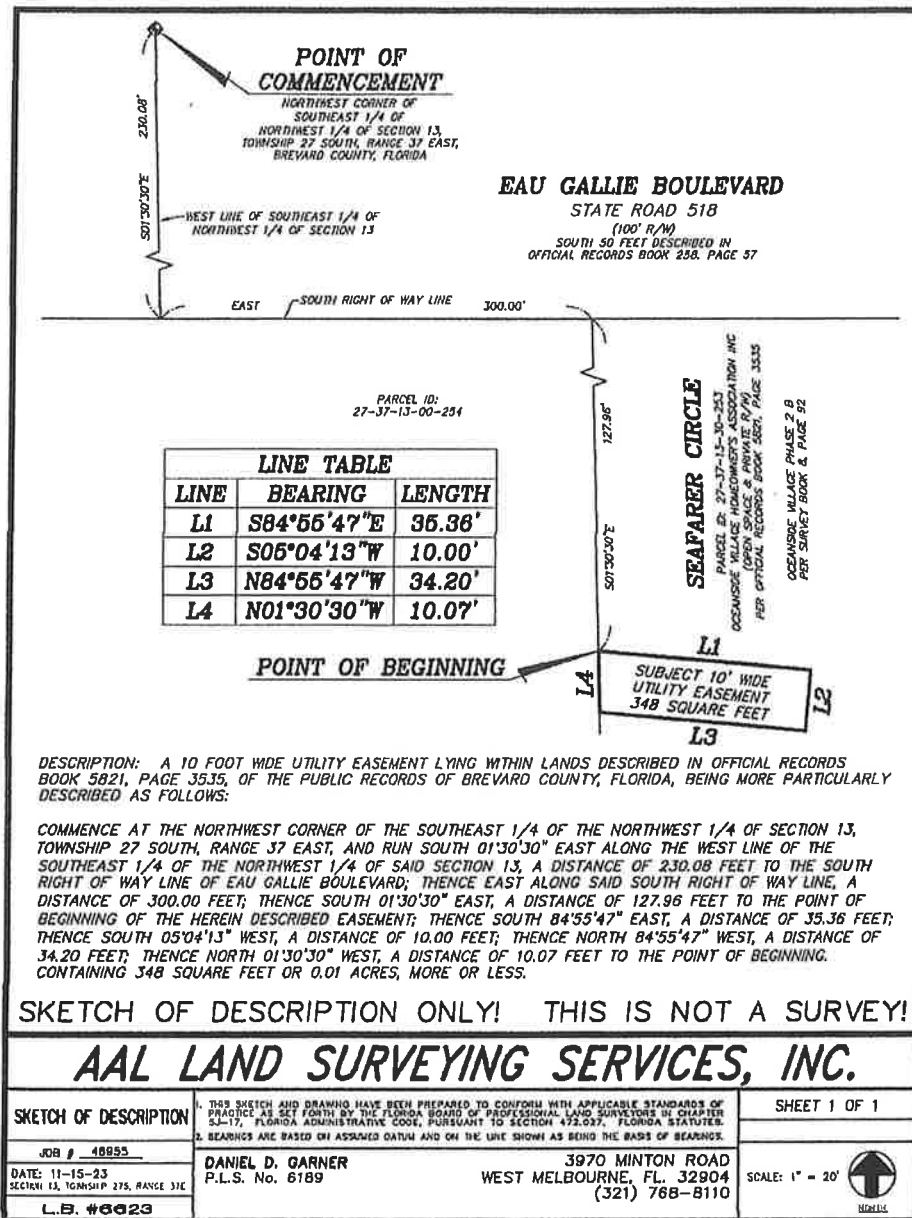 POINT OF
COMMENCEMENT
NORTHWEST CORNER OF
SOUTHEAST 1/4 OF
NORTHWEST 1/4 OF SECTION 13,
TOWNSHIP 27 SOUTH, RANGE 37 EAST,
BREVARD COUNTY, FLORIDA
230.08'
S01°30'30"E
WEST LINE OF SOUTHEAST 1/4 OF
NORTHWEST 1/4 OF SECTION 13
EAU GALLIE BOULEVARD
STATE ROAD 518
(100' R/W)
SOUTH 50 FEET DESCRIBED IN
OFFICIAL RECORDS BOOK 258, PAGE 57
EAST
SOUTH RIGHT OF WAY LINE
300.00'
PARCEL ID:
27-37-13-00-254
127.96'
S01°30'30"E
SEAFARER CIRCLE
PARCEL ID: 27-37-13-30-253
OCEANSIDE VILLAGE HOMEOWNER'S ASSOCIATION INC
(OPEN SPACE & PRIVATE R/W)
PER OFFICIAL RECORDS BOOK 5821, PAGE 3535
OCEANSIDE VILLAGE PHASE 2 B
PER SURVEY BOOK 8, PAGE 92
LINE TABLE
LINE BEARING LENGTH
L1 S84°55'47"E 35.36'
L2 S05°04'13"W 10.00'
L3 N84°55'47"W 34.20'
L4 N01°30'30"W 10.07'
POINT OF BEGINNING
L1
L4
SUBJECT 10' WIDE
UTILITY EASEMENT
348 SQUARE FEET
L2
L3
DESCRIPTION: A 10 FOOT WIDE UTILITY EASEMENT LYING WITHIN LANDS DESCRIBED IN OFFICIAL RECORDS
BOOK 5821, PAGE 3535, OF THE PUBLIC RECORDS OF BREVARD COUNTY, FLORIDA, BEING MORE PARTICULARLY
DESCRIBED AS FOLLOWS:
COMMENCE AT THE NORTHWEST CORNER OF THE SOUTHEAST 1/4 OF THE NORTHWEST 1/4 OF SECTION 13,
TOWNSHIP 27 SOUTH, RANGE 37 EAST, AND RUN SOUTH 01°30'30" EAST ALONG THE WEST LINE OF THE
SOUTHEAST 1/4 OF THE NORTHWEST 1/4 OF SAID SECTION 13, A DISTANCE OF 230.08 FEET TO THE SOUTH
RIGHT OF WAY LINE OF EAU GALLIE BOULEVARD; THENCE EAST ALONG SAID SOUTH RIGHT OF WAY LINE, A
DISTANCE OF 300.00 FEET; THENCE SOUTH 01°30'30" EAST, A DISTANCE OF 127.96 FEET TO THE POINT OF
BEGINNING OF THE HEREIN DESCRIBED EASEMENT; THENCE SOUTH 84°55'47" EAST, A DISTANCE OF 35.36 FEET;
THENCE SOUTH 05°04'13" WEST, A DISTANCE OF 10.00 FEET; THENCE NORTH 84°55'47" WEST, A DISTANCE OF
34.20 FEET; THENCE NORTH 01°30'30" WEST, A DISTANCE OF 10.07 FEET TO THE POINT OF BEGINNING.
CONTAINING 348 SQUARE FEET OR 0.01 ACRES, MORE OR LESS.
SKETCH OF DESCRIPTION ONLY! THIS IS NOT A SURVEY!
AAL LAND SURVEYING SERVICES, INC.
SKETCH OF DESCRIPTION
JOB # 46955
DATE: 11-15-23
SECTION 13, TOWNSHIP 27S, RANGE 37E
L.B. #6623
1. THIS SKETCH AND DRAWING HAVE BEEN PREPARED TO CONFORM WITH APPLICABLE STANDARDS OF
PRACTICE AS SET FORTH BY THE FLORIDA BOARD OF PROFESSIONAL LAND SURVEYORS IN CHAPTER
5J-17, FLORIDA ADMINISTRATIVE CODE, PURSUANT TO SECTION 472.027, FLORIDA STATUTES.
2. BEARINGS ARE BASED ON ASSUMED DATUM AND ON THE LINE SHOWN AS BEING THE BASIS OF BEARINGS.
DANIEL D. GARNER
P.L.S. No. 6189
3970 MINTON ROAD
WEST MELBOURNE, FL. 32904
(321) 768-8110
SHEET 1 OF 1
SCALE: 1" = 20'
NORTH